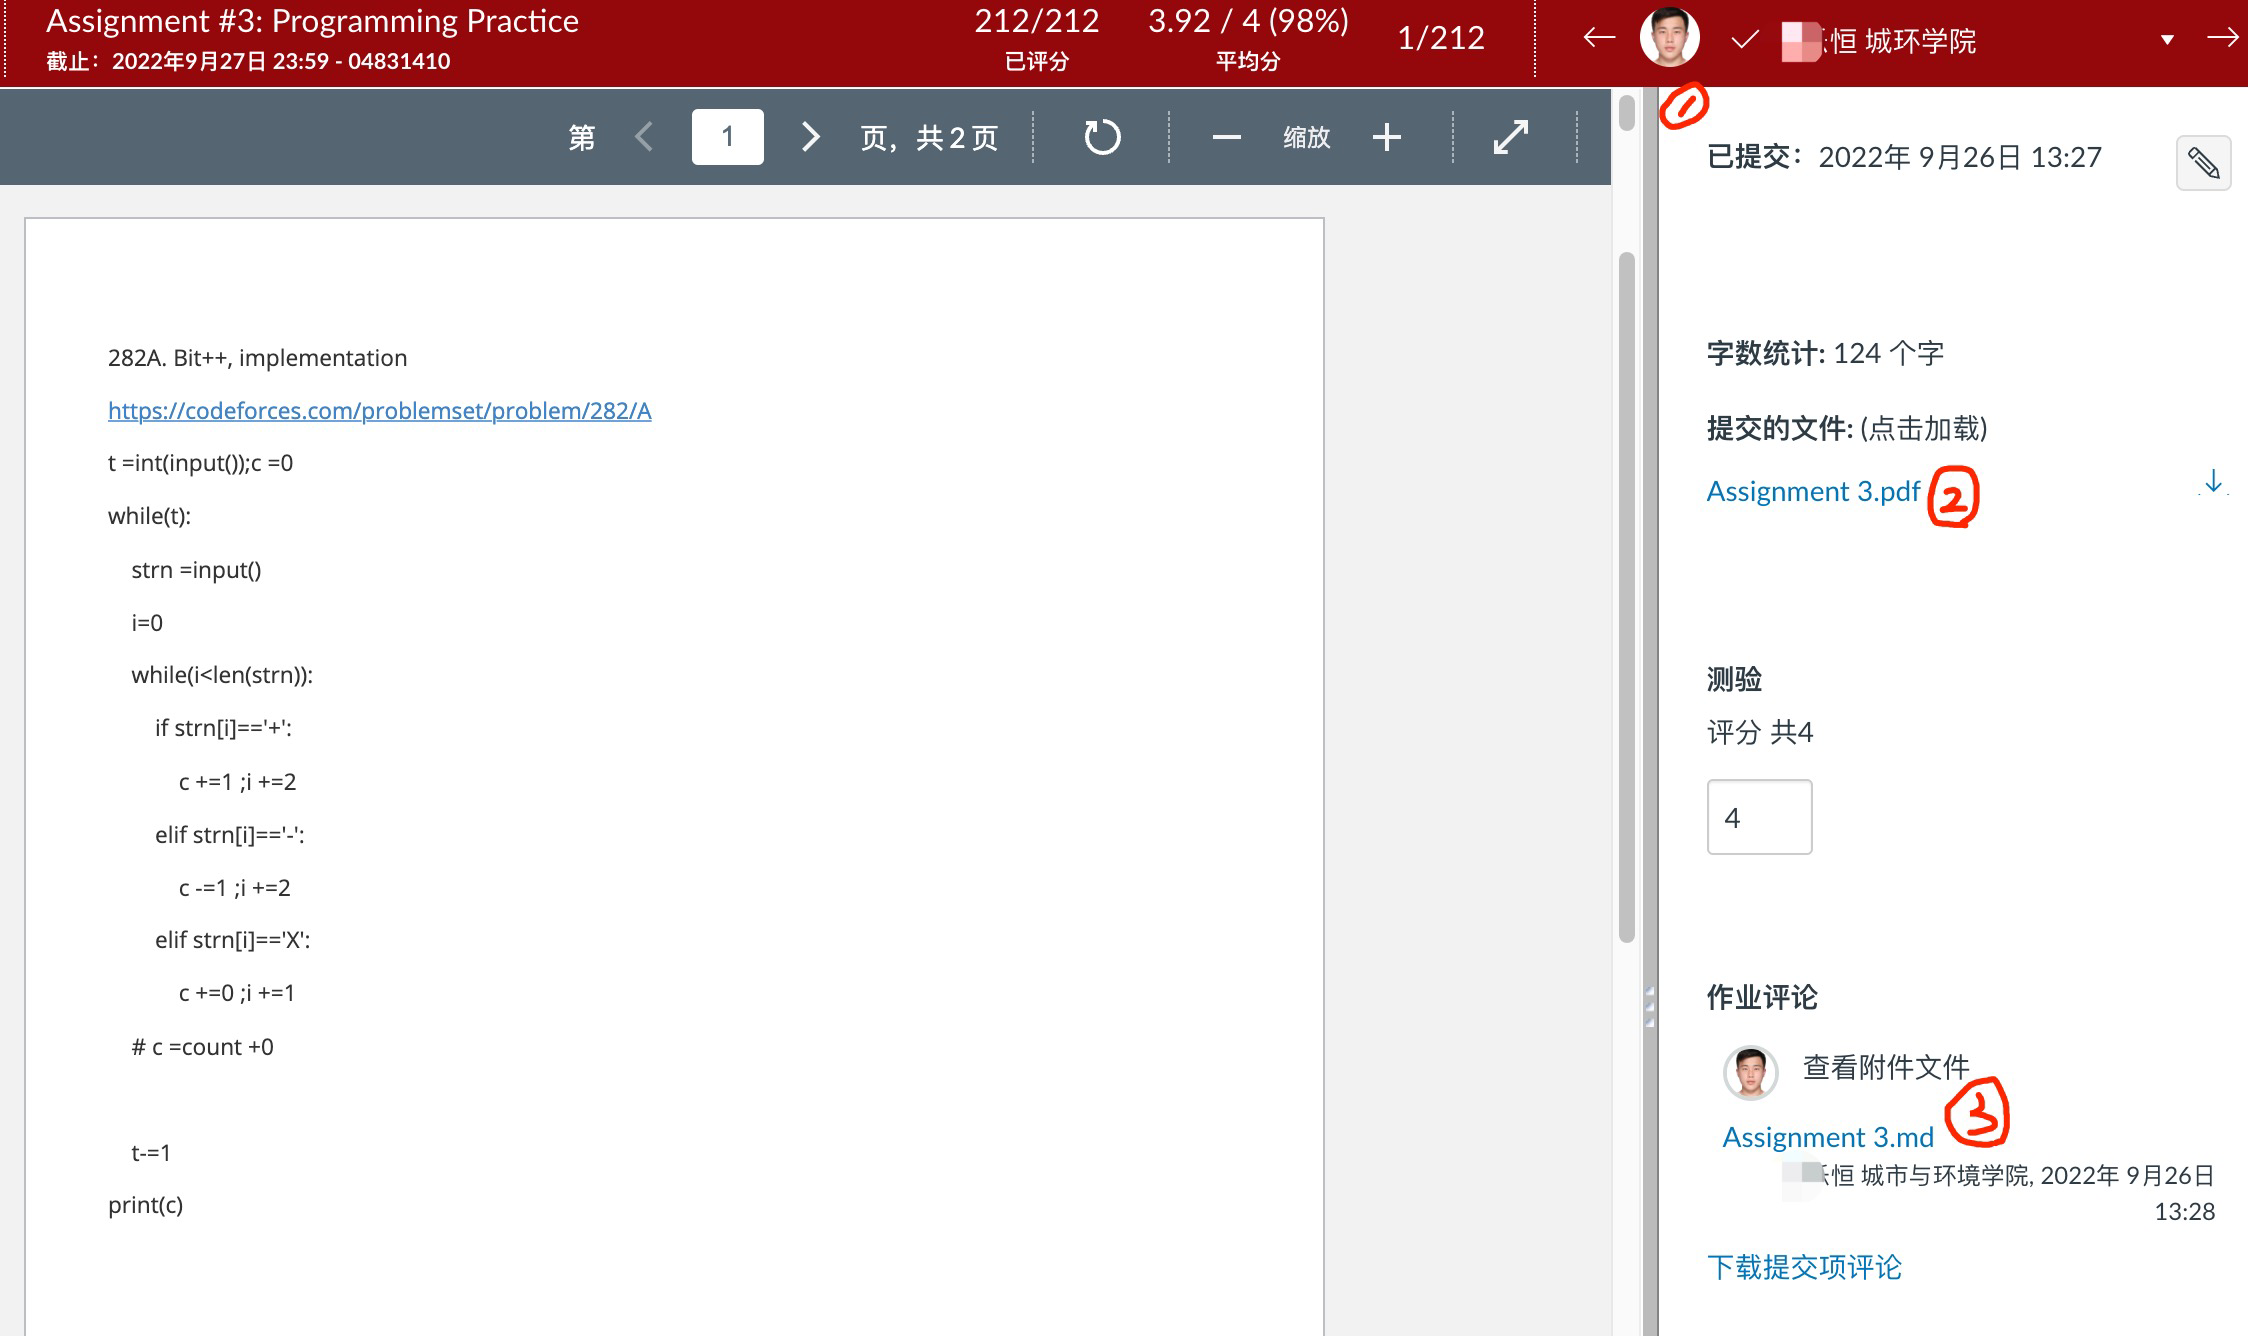 Assignment #3: Programming Practice
截止：2022年9月27日 23:59 - 04831410
212/212
已评分
3.92 / 4 (98%)
平均分
1/212
恒 城环学院
第 1 页，共 2 页
缩放
282A. Bit++, implementation
https://codeforces.com/problemset/problem/282/A
t =int(input());c =0
while(t):
strn =input()
i=0
while(i<len(strn)):
if strn[i]=='+':
c +=1 ;i +=2
elif strn[i]=='-':
c -=1 ;i +=2
elif strn[i]=='X':
c +=0 ;i +=1
# c =count +0
t-=1
print(c)
1
已提交：2022年 9月26日 13:27
字数统计: 124 个字
提交的文件: (点击加载)
Assignment 3.pdf 2
测验
评分 共4
4
作业评论
查看附件文件
3
Assignment 3.md
恒 城市与环境学院, 2022年 9月26日
13:28
下载提交项评论